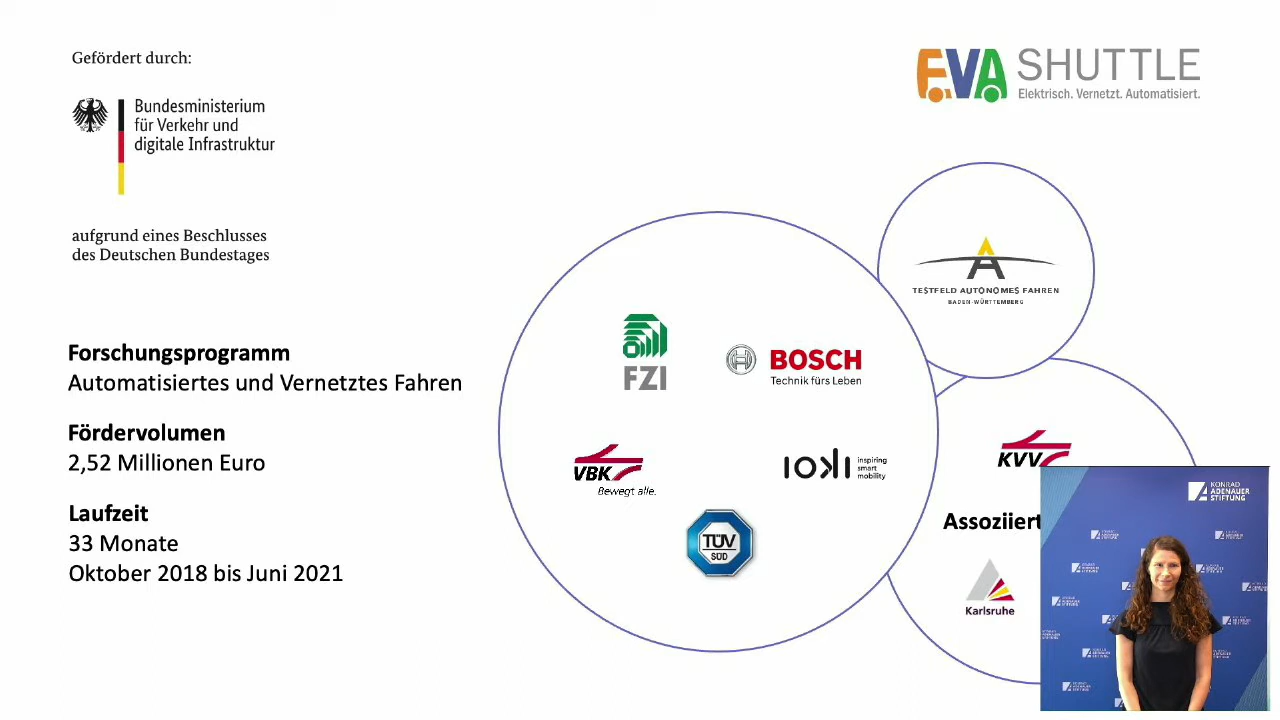 Gefördert durch:
Bundesministerium
für Verkehr und
digitale Infrastruktur
aufgrund eines Beschlusses
des Deutschen Bundestages
Forschungsprogramm
Automatisiertes und Vernetztes Fahren
Fördervolumen
2,52 Millionen Euro
Laufzeit
33 Monate
Oktober 2018 bis Juni 2021
EVA SHUTTLE
Elektrisch. Vernetzt. Automatisiert.
TESTFELD AUTONOMES FAHREN
BADEN-WÜRTTEMBERG
FZI
BOSCH
Technik fürs Leben
VBK
Bewegt alle.
ioki
inspiring
smart
mobility
TÜV
SÜD
KVV
Assoziiert
Karlsruhe
KONRAD
ADENAUER
STIFTUNG